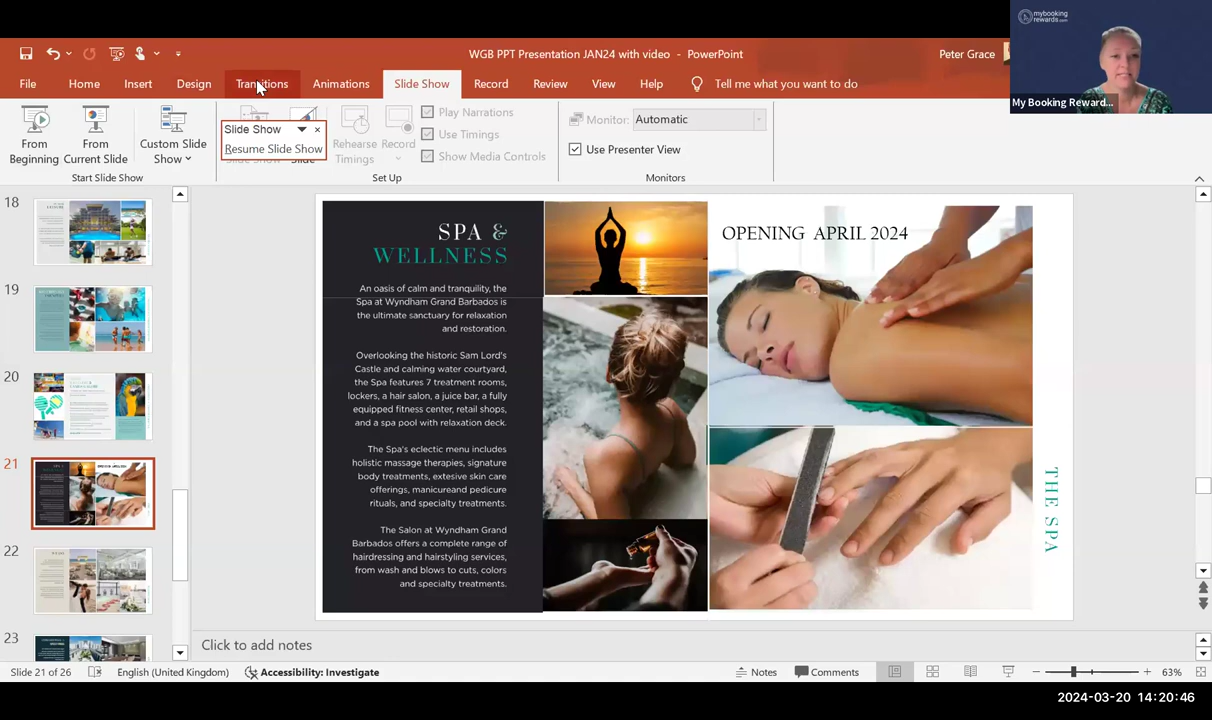 mybooking
rewards.com
WGB PPT Presentation JAN24 with video - PowerPoint
Peter Grace
My Booking Reward...
File Home Insert Design Transitions Animations Slide Show Record Review View Help Tell me what you want to do
From
Beginning
From
Current Slide
Custom Slide
Show
Start Slide Show
Slide Show
Resume Slide Show
Slide
Rehearse
Timings
Record
Play Narrations
Use Timings
Show Media Controls
Set Up
Monitor: Automatic
Use Presenter View
Monitors
18
19
20
21
22
23
SPA &
WELLNESS
An oasis of calm and tranquility, the
Spa at Wyndham Grand Barbados is
the ultimate sanctuary for relaxation
and restoration.
Overlooking the historic Sam Lord's
Castle and calming water courtyard,
the Spa features 7 treatment rooms,
lockers, a hair salon, a juice bar, a fully
equipped fitness center, retail shops,
and a spa pool with relaxation deck.
The Spa's eclectic menu includes
holistic massage therapies, signature
body treatments, extesive skin care
offerings, manicureand pedicure
rituals, and specialty treatments.
The Salon at Wyndham Grand
Barbados offers a complete range of
hairdressing and hairstyling services,
from wash and blows to cuts, colors
and specialty treatments.
OPENING APRIL 2024
THE SPA
Click to add notes
Slide 21 of 26 English (United Kingdom) Accessibility: Investigate Notes Comments 63%
2024-03-20 14:20:46